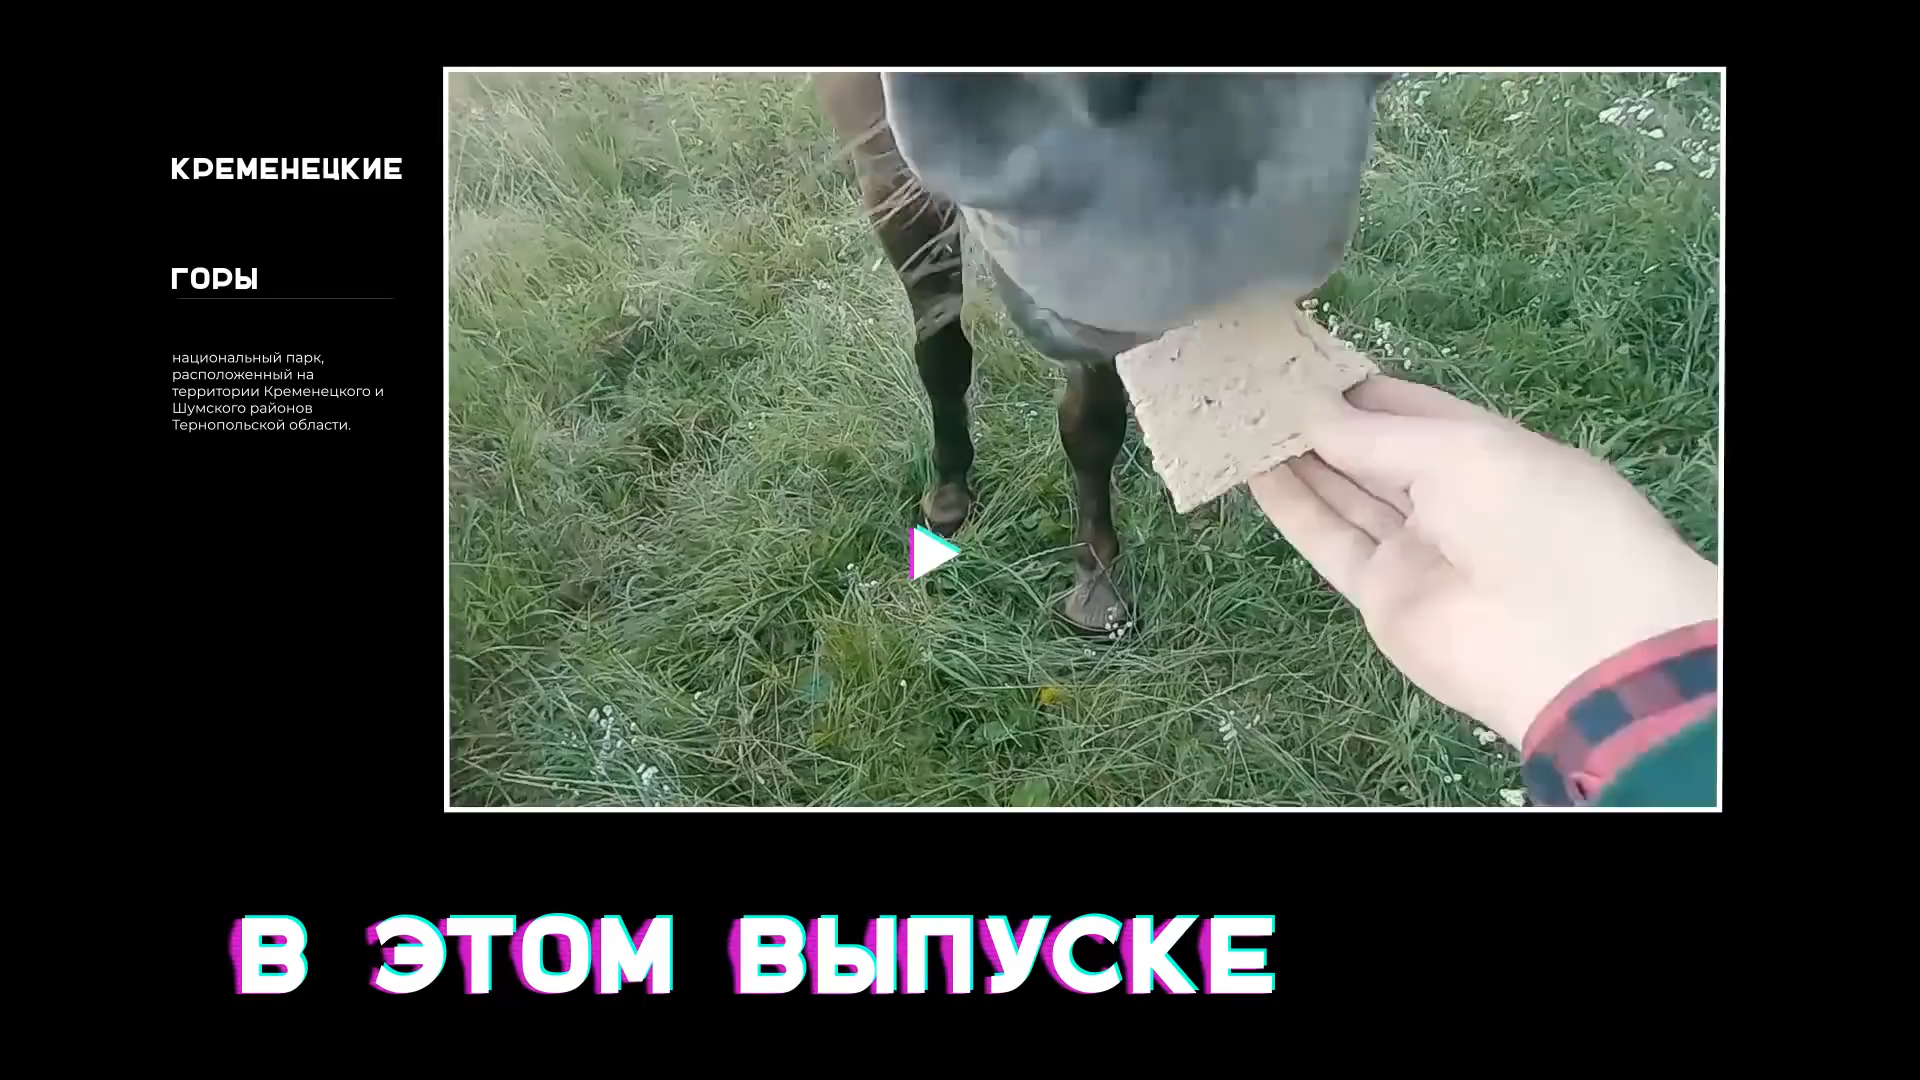 КРЕМЕНЕЦКИЕ
ГОРЫ
национальный парк,
расположенный на
территории Кременецкого и
Шумского районов
Тернопольской области.
В ЭТОМ ВЫПУСКЕ